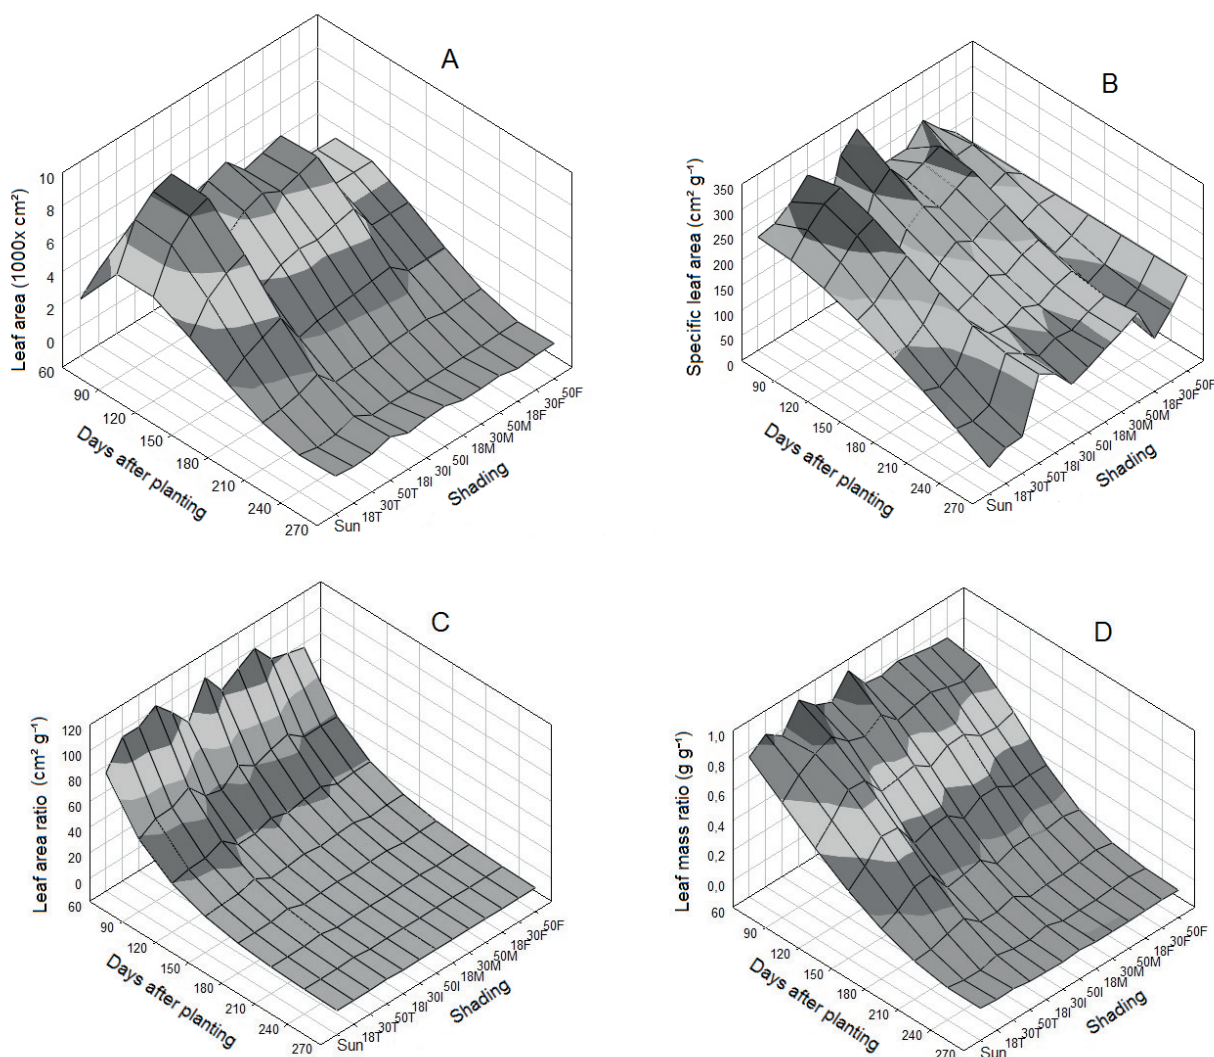 A
Leaf area (1000x cm²)
10
8
6
4
2
0
60
90
120
150
180
210
240
270
Days after planting
Sun
18T
30T
50T
18I
30I
50I
18M
30M
50M
18F
30F
50F
Shading
B
Specific leaf area (cm² g⁻¹)
350
300
250
200
150
100
50
0
90
120
150
180
210
240
270
Days after planting
Sun
18T
30T
50T
18I
30I
50I
18M
30M
50M
18F
30F
50F
Shading
C
Leaf area ratio (cm² g⁻¹)
120
100
80
60
40
20
0
60
90
120
150
180
210
240
270
Days after planting
Sun
18T
30T
50T
18I
30I
50I
18M
30M
50M
18F
30F
50F
Shading
D
Leaf mass ratio (g g⁻¹)
1,0
0,8
0,6
0,4
0,2
0,0
60
90
120
150
180
210
240
270
Days after planting
Sun
18T
30T
50T
18I
30I
50I
18M
30M
50M
18F
30F
50F
Shading